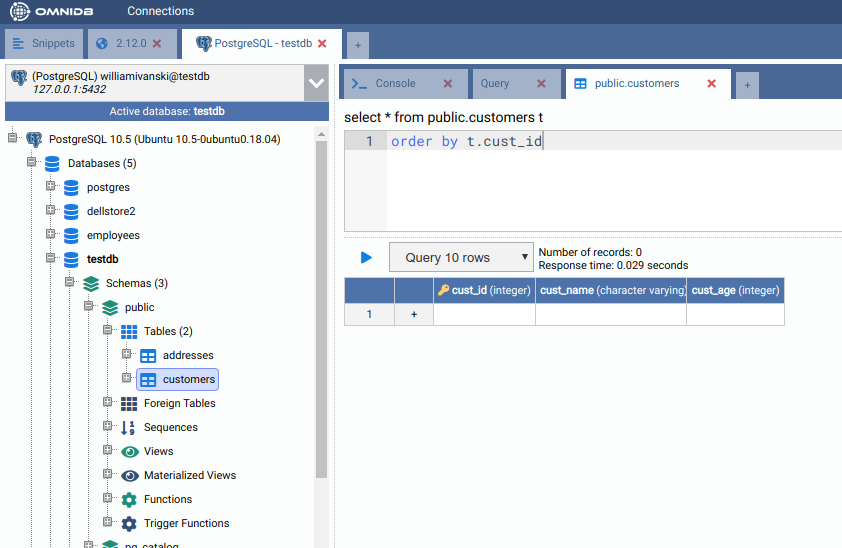 OMNIDB Connections
Snippets 2.12.0 PostgreSQL - testdb +
(PostgreSQL) williamivanski@testdb
127.0.0.1:5432
Active database: testdb
PostgreSQL 10.5 (Ubuntu 10.5-0ubuntu0.18.04)
Databases (5)
postgres
dellstore2
employees
testdb
Schemas (3)
public
Tables (2)
addresses
customers
Foreign Tables
Sequences
Views
Materialized Views
Functions
Trigger Functions
pg_catalog
Console Query public.customers +
select * from public.customers t
1 order by t.cust_id
Query 10 rows
Number of records: 0
Response time: 0.029 seconds
cust_id (integer) cust_name (character varying) cust_age (integer)
1 +